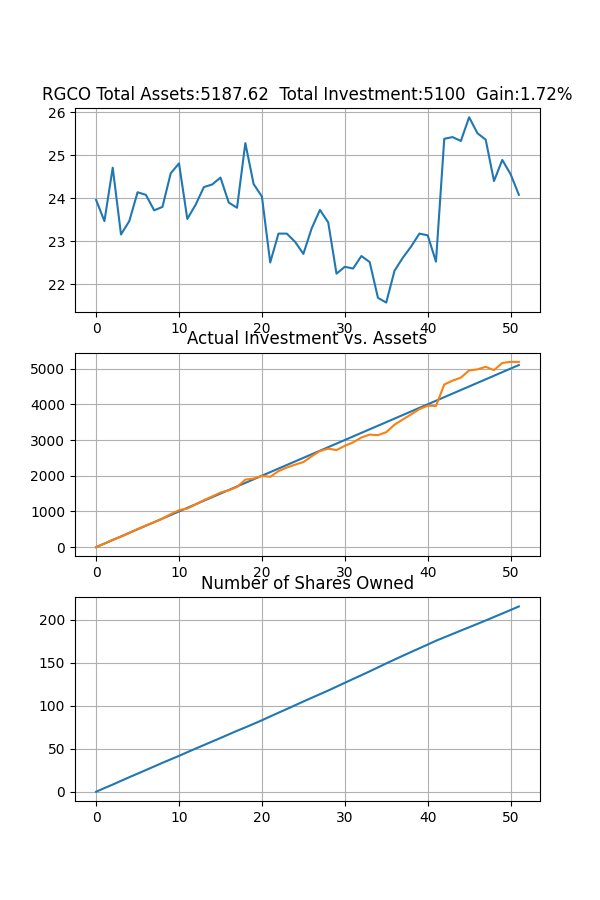 RGCO Total Assets:5187.62  Total Investment:5100  Gain:1.72%
26
25
24
23
22
0 10 20 30 40 50
Actual Investment vs. Assets
5000
4000
3000
2000
1000
0
0 10 20 30 40 50
Number of Shares Owned
200
150
100
50
0
0 10 20 30 40 50